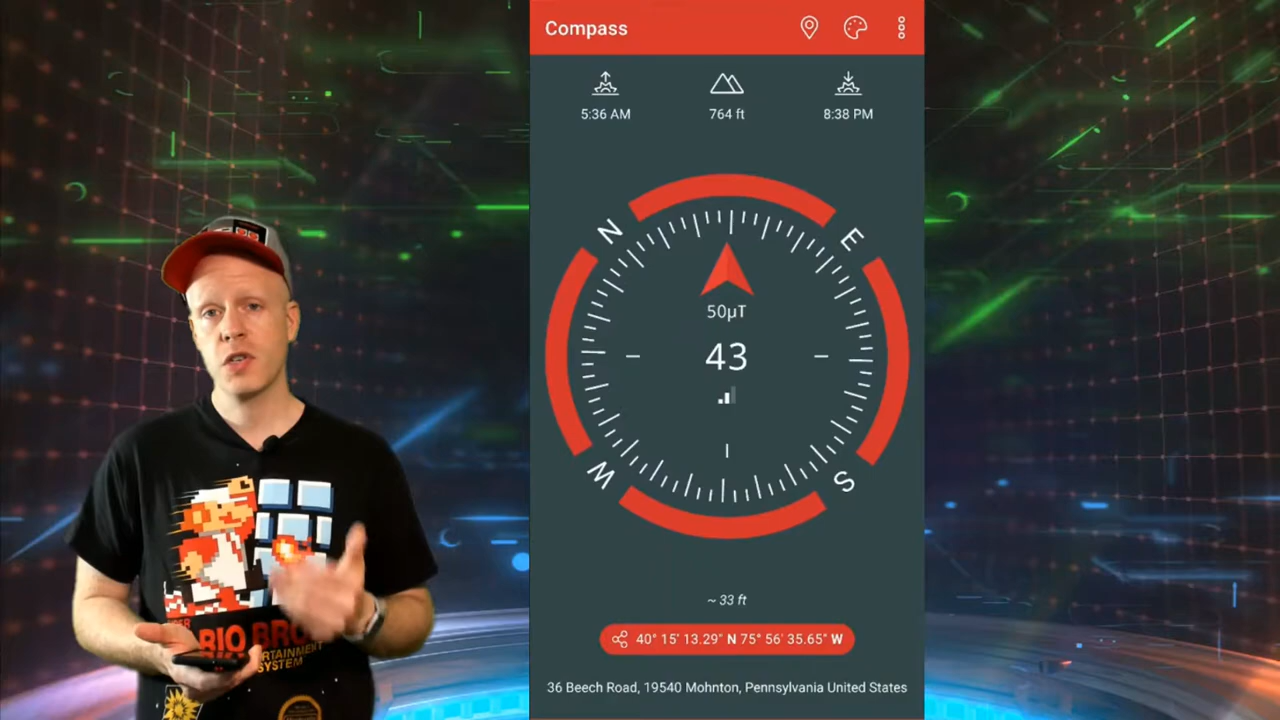 Compass
5:36 AM
764 ft
8:38 PM
N
E
50µT
43
W
S
~ 33 ft
40° 15' 13.29" N 75° 56' 35.65" W
36 Beech Road, 19540 Mohnton, Pennsylvania United States
SYSTEM